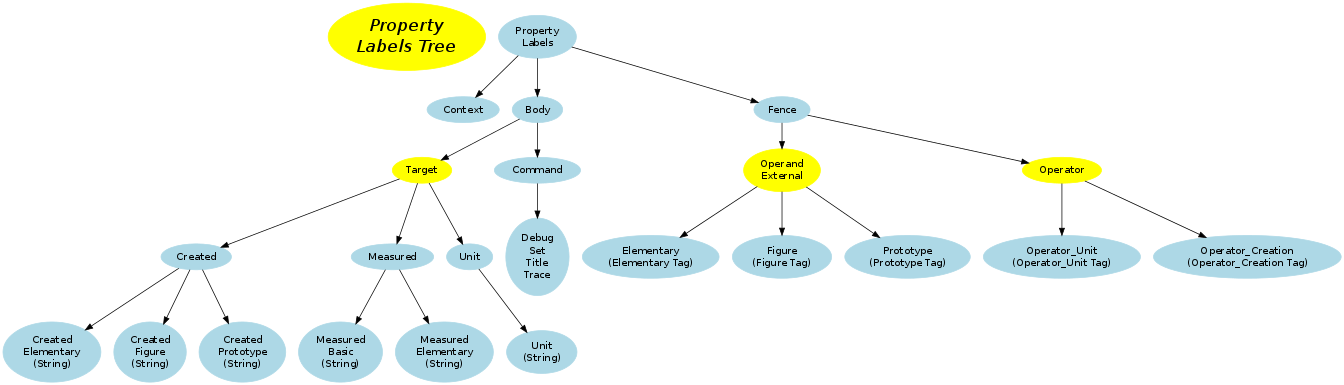 Property
Labels Tree
Property
Labels
Context
Body
Fence
Target
Command
Operand
External
Operator
Created
Measured
Unit
Debug
Set
Title
Trace
Elementary
(Elementary Tag)
Figure
(Figure Tag)
Prototype
(Prototype Tag)
Operator_Unit
(Operator_Unit Tag)
Operator_Creation
(Operator_Creation Tag)
Created
Elementary
(String)
Created
Figure
(String)
Created
Prototype
(String)
Measured
Basic
(String)
Measured
Elementary
(String)
Unit
(String)